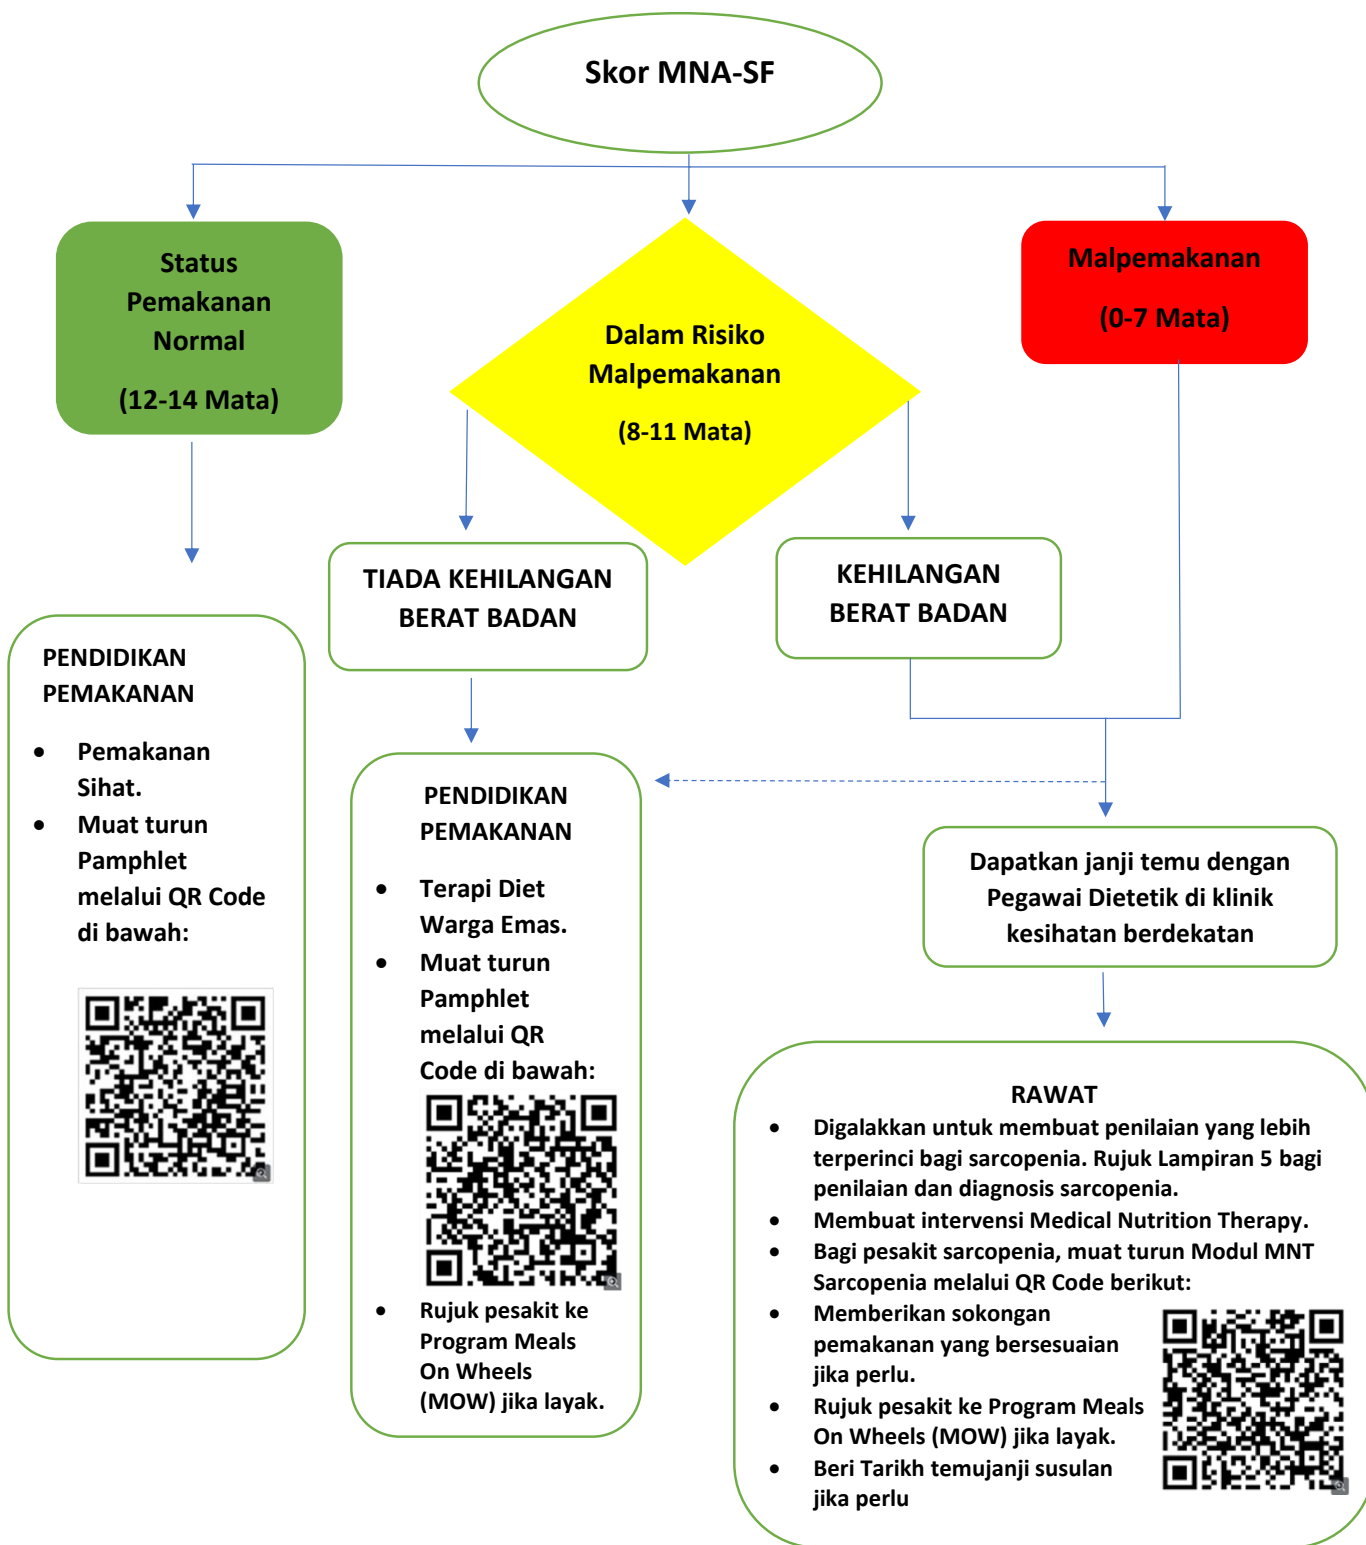 Skor MNA-SF
Status
Pemakanan
Normal
(12-14 Mata)
Dalam Risiko
Malpemakanan
(8-11 Mata)
Malpemakanan
(0-7 Mata)
TIADA KEHILANGAN
BERAT BADAN
KEHILANGAN
BERAT BADAN
PENDIDIKAN
PEMAKANAN
• Pemakanan
Sihat.
• Muat turun
Pamphlet
melalui QR Code
di bawah:
PENDIDIKAN
PEMAKANAN
• Terapi Diet
Warga Emas.
• Muat turun
Pamphlet
melalui QR
Code di bawah:
• Rujuk pesakit ke
Program Meals
On Wheels
(MOW) jika layak.
Dapatkan janji temu dengan
Pegawai Dietetik di klinik
kesihatan berdekatan
RAWAT
• Digalakkan untuk membuat penilaian yang lebih
terperinci bagi sarcopenia. Rujuk Lampiran 5 bagi
penilaian dan diagnosis sarcopenia.
• Membuat intervensi Medical Nutrition Therapy.
• Bagi pesakit sarcopenia, muat turun Modul MNT
Sarcopenia melalui QR Code berikut:
• Memberikan sokongan
pemakanan yang bersesuaian
jika perlu.
• Rujuk pesakit ke Program Meals
On Wheels (MOW) jika layak.
• Beri Tarikh temujanji susulan
jika perlu